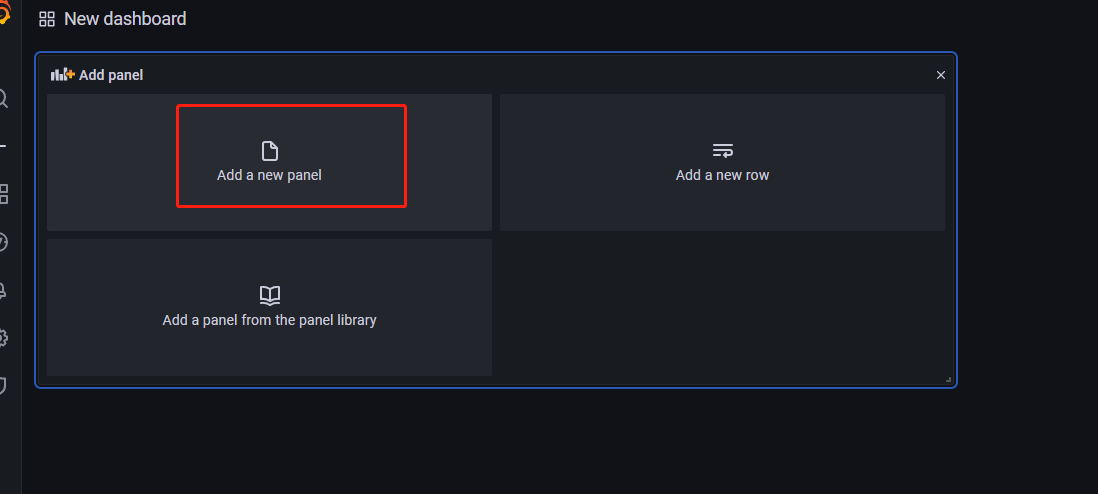 New dashboard
Add panel
Add a new panel
Add a new row
Add a panel from the panel library